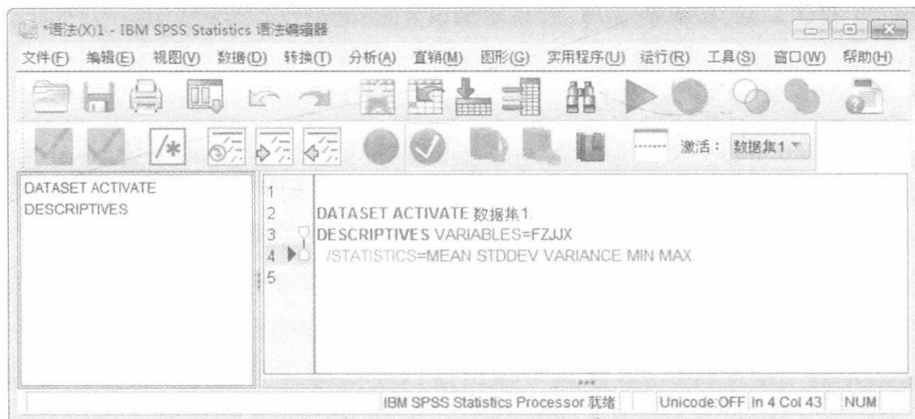 *语法(X)1 - IBM SPSS Statistics 语法编辑器
文件(F) 编辑(E) 视图(V) 数据(D) 转换(T) 分析(A) 直销(M) 图形(G) 实用程序(U) 运行(R) 工具(S) 窗口(W) 帮助(H)
激活: 数据集1
DATASET ACTIVATE
DESCRIPTIVES
1
2 DATASET ACTIVATE 数据集1.
3 DESCRIPTIVES VARIABLES=FZJJX
4 /STATISTICS=MEAN STDDEV VARIANCE MIN MAX.
5
IBM SPSS Statistics Processor 就绪 Unicode:OFF In 4 Col 43 NUM